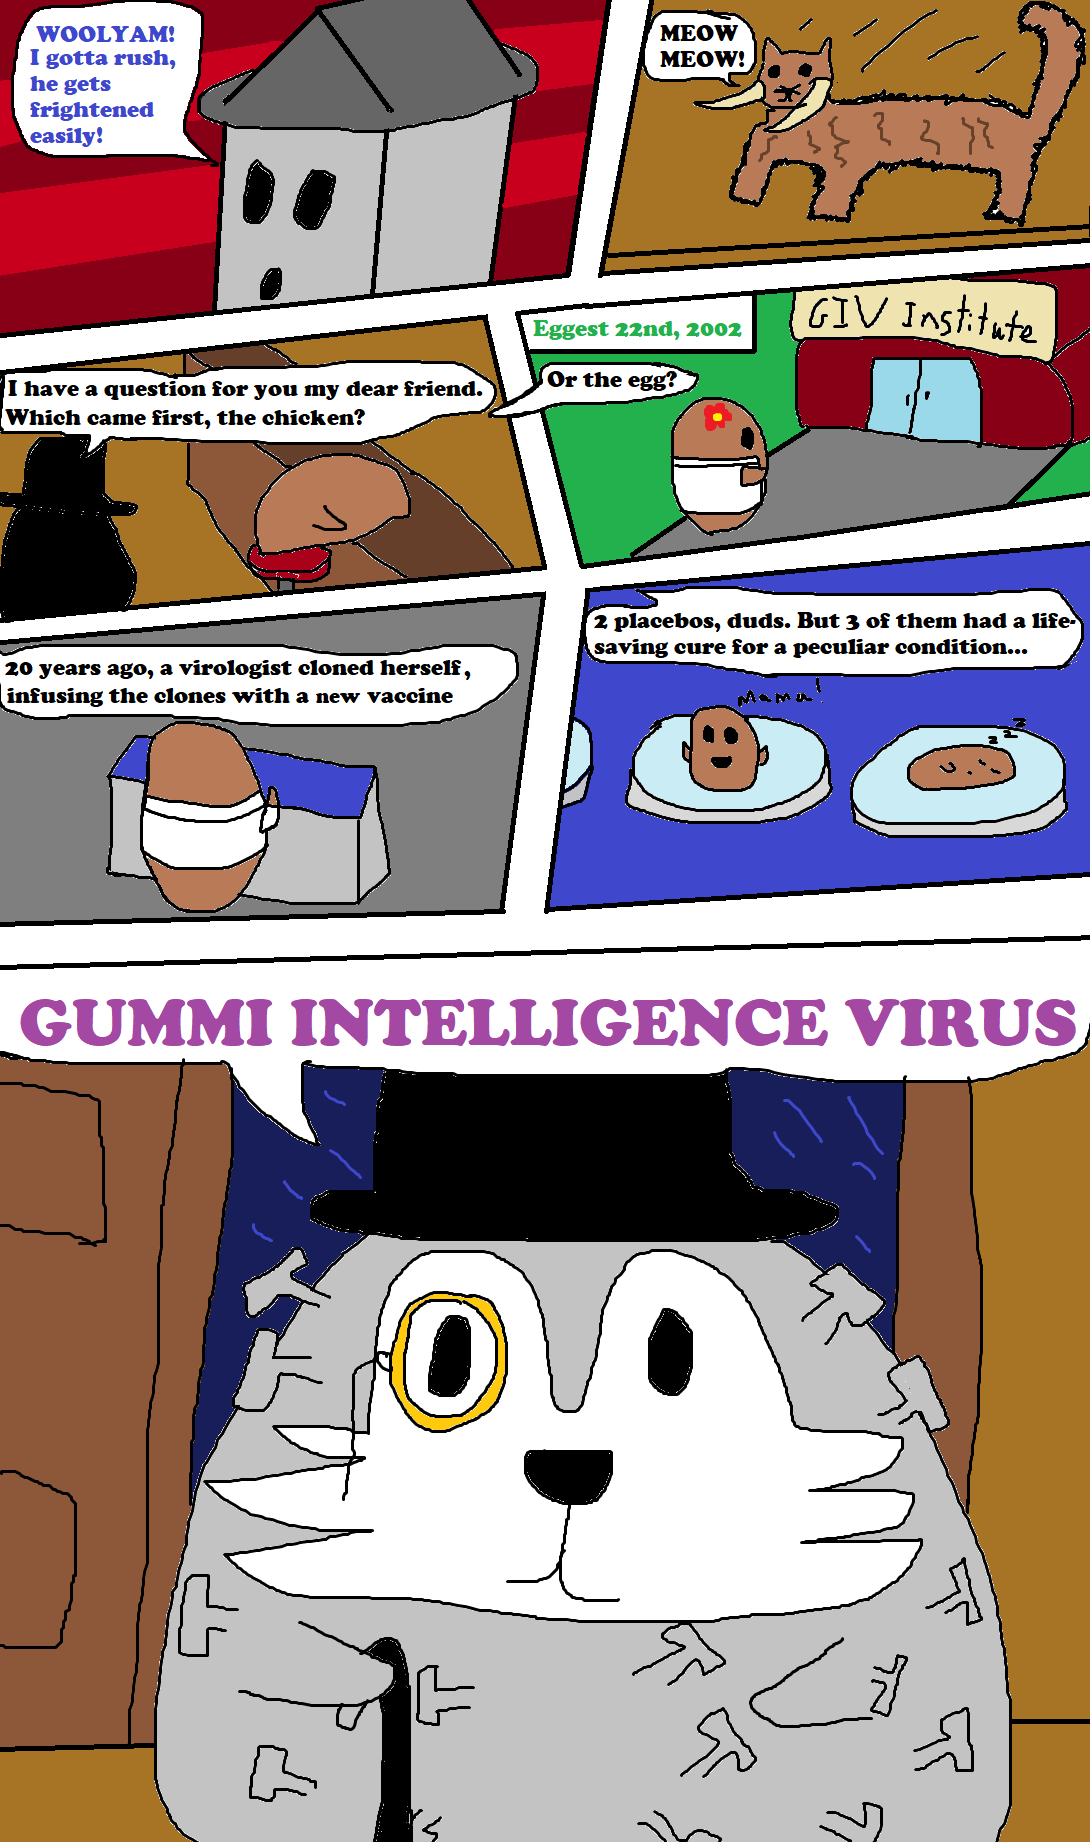 WOOLYAM!
I gotta rush,
he gets
frightened
easily!
MEOW
MEOW!
I have a question for you my dear friend.
Which came first, the chicken?
Eggest 22nd, 2002
GIV Institute
Or the egg?
20 years ago, a virologist cloned herself,
infusing the clones with a new vaccine
2 placebos, duds. But 3 of them had a life-
saving cure for a peculiar condition...
Mama!
z z z
GUMMI INTELLIGENCE VIRUS